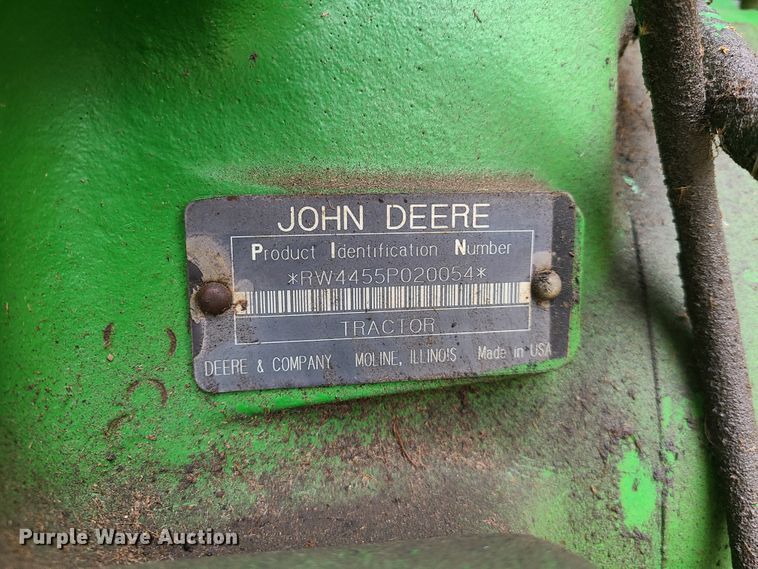 JOHN DEERE
Product Identification Number
*RW4455P020054*
TRACTOR
DEERE & COMPANY MOLINE, ILLINOIS Made in USA
Purple Wave Auction